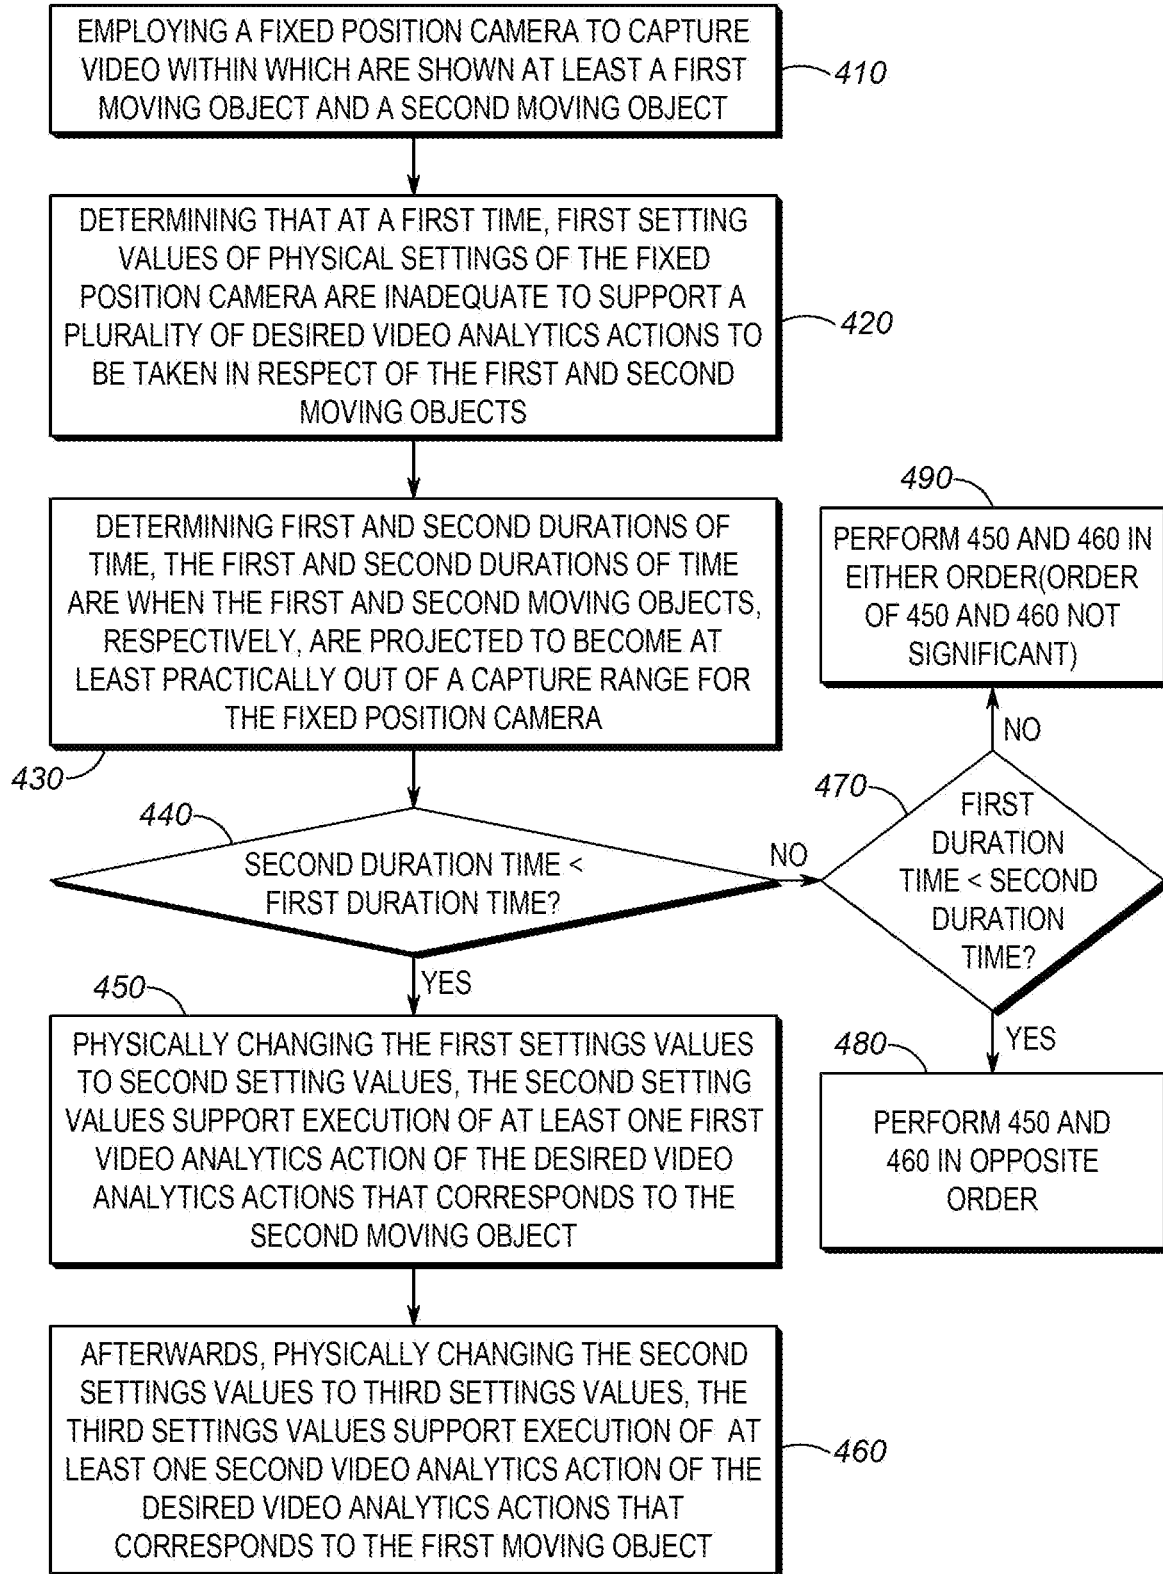 EMPLOYING A FIXED POSITION CAMERA TO CAPTURE
VIDEO WITHIN WHICH ARE SHOWN AT LEAST A FIRST
MOVING OBJECT AND A SECOND MOVING OBJECT
410
DETERMINING THAT AT A FIRST TIME, FIRST SETTING
VALUES OF PHYSICAL SETTINGS OF THE FIXED
POSITION CAMERA ARE INADEQUATE TO SUPPORT A
PLURALITY OF DESIRED VIDEO ANALYTICS ACTIONS TO
BE TAKEN IN RESPECT OF THE FIRST AND SECOND
MOVING OBJECTS
420
DETERMINING FIRST AND SECOND DURATIONS OF
TIME, THE FIRST AND SECOND DURATIONS OF TIME
ARE WHEN THE FIRST AND SECOND MOVING OBJECTS,
RESPECTIVELY, ARE PROJECTED TO BECOME AT
LEAST PRACTICALLY OUT OF A CAPTURE RANGE FOR
THE FIXED POSITION CAMERA
430
440
SECOND DURATION TIME <
FIRST DURATION TIME?
NO
YES
450
PHYSICALLY CHANGING THE FIRST SETTINGS VALUES
TO SECOND SETTING VALUES, THE SECOND SETTING
VALUES SUPPORT EXECUTION OF AT LEAST ONE FIRST
VIDEO ANALYTICS ACTION OF THE DESIRED VIDEO
ANALYTICS ACTIONS THAT CORRESPONDS TO THE
SECOND MOVING OBJECT
AFTERWARDS, PHYSICALLY CHANGING THE SECOND
SETTINGS VALUES TO THIRD SETTINGS VALUES, THE
THIRD SETTINGS VALUES SUPPORT EXECUTION OF AT
LEAST ONE SECOND VIDEO ANALYTICS ACTION OF THE
DESIRED VIDEO ANALYTICS ACTIONS THAT
CORRESPONDS TO THE FIRST MOVING OBJECT
460
490
PERFORM 450 AND 460 IN
EITHER ORDER(ORDER
OF 450 AND 460 NOT
SIGNIFICANT)
NO
470
FIRST
DURATION
TIME < SECOND
DURATION
TIME?
YES
480
PERFORM 450 AND
460 IN OPPOSITE
ORDER